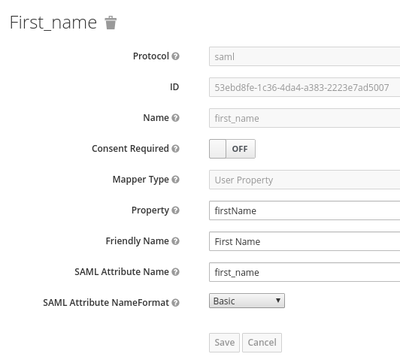 First_name
Protocol saml
ID 53ebd8fe-1c36-4da4-a383-2223e7ad5007
Name first_name
Consent Required OFF
Mapper Type User Property
Property firstName
Friendly Name First Name
SAML Attribute Name first_name
SAML Attribute NameFormat Basic
Save Cancel